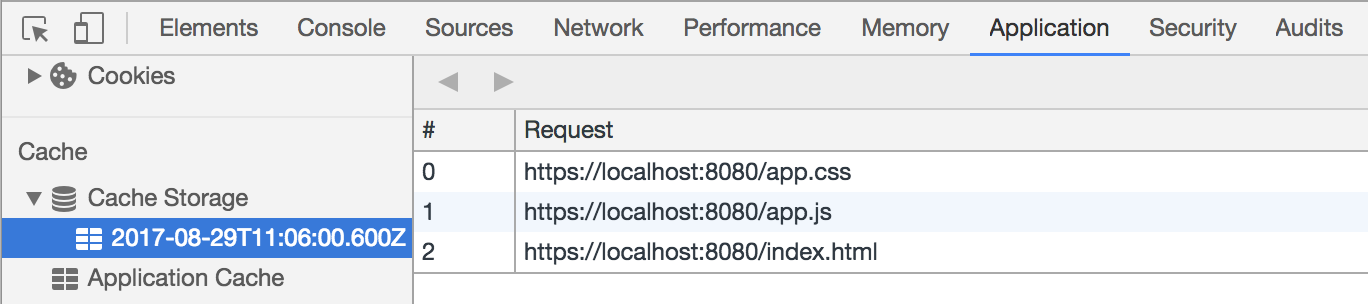 Elements Console Sources Network Performance Memory Application Security Audits
Cookies
Cache
Cache Storage
2017-08-29T11:06:00.600Z
Application Cache
# Request
0 https://localhost:8080/app.css
1 https://localhost:8080/app.js
2 https://localhost:8080/index.html